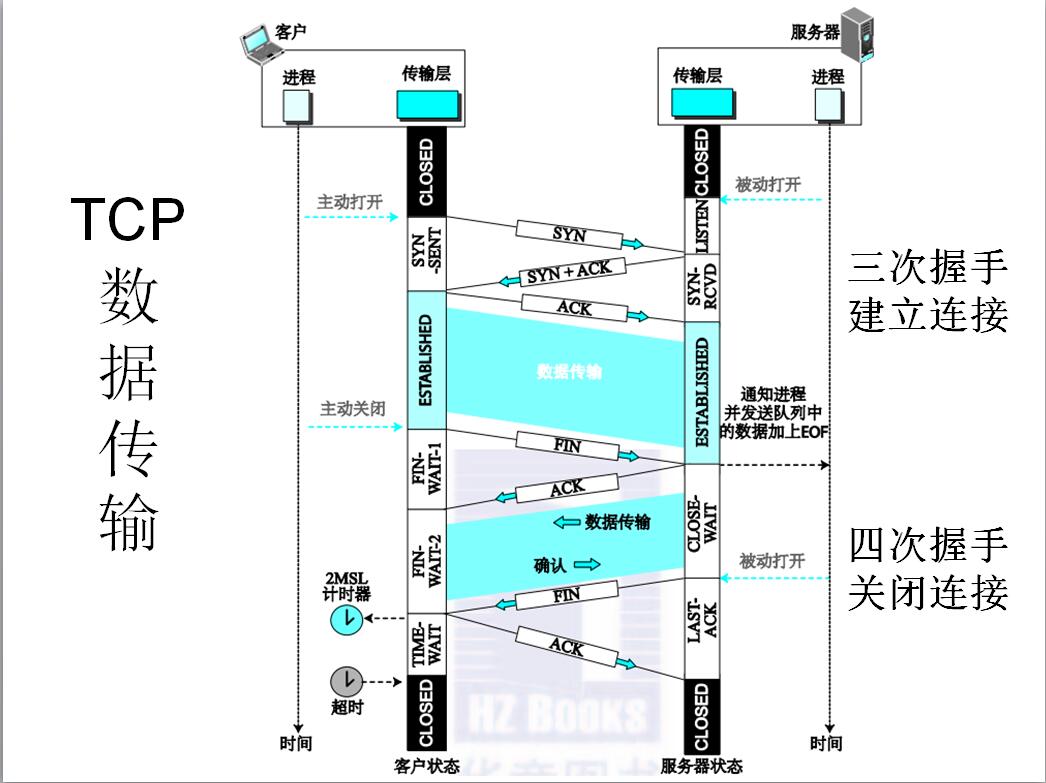 客户
服务器
进程
传输层
传输层
进程
CLOSED
CLOSED
主动打开
被动打开
TCP
数
据
传
输
SYN
-SENT
LISTEN
SYN
SYN + ACK
SYN-
RCVD
ACK
三次握手
建立连接
ESTABLISHED
ESTABLISHED
数据传输
主动关闭
通知进程
并发送队列中
的数据加上EOF
FIN
FIN-
WAIT-1
ACK
CLOSE-
WAIT
数据传输
FIN-
WAIT-2
确认
被动打开
四次握手
关闭连接
2MSL
计时器
FIN
LAST-
ACK
TIME-
WAIT
ACK
超时
CLOSED
CLOSED
HZ BOOKS
时间
时间
客户状态
服务器状态